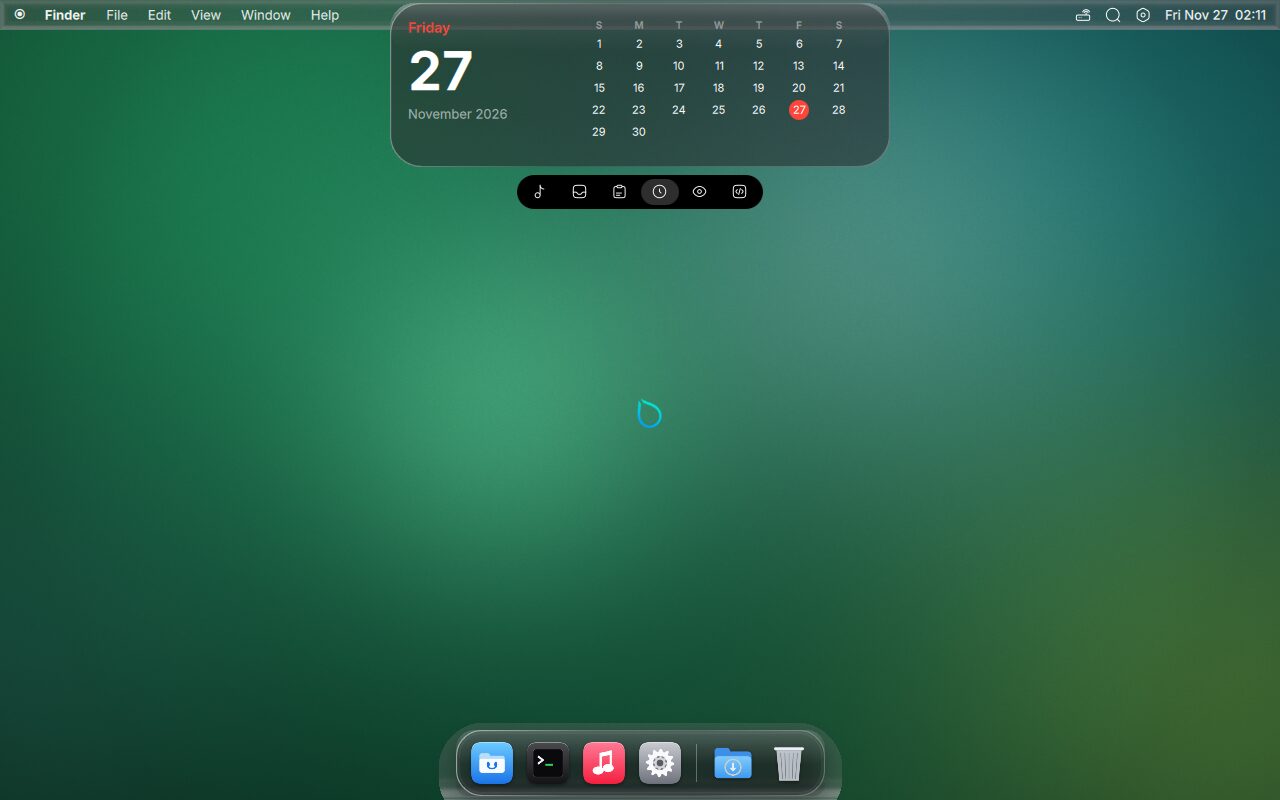 Finder File Edit View Window Help
Fri Nov 27 02:11
Friday
27
November 2026
S M T W T F S
1 2 3 4 5 6 7
8 9 10 11 12 13 14
15 16 17 18 19 20 21
22 23 24 25 26 27 28
29 30